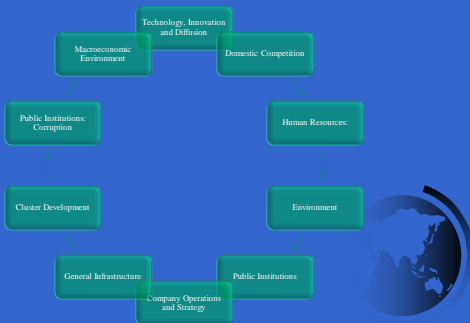 Technology, Innovation
and Diffusion
Domestic Competition
Human Resources:
Environment
Public Institutions
Company Operations
and Strategy
General Infrastructure
Cluster Development
Public Institutions:
Corruption
Macroeconomic
Environment